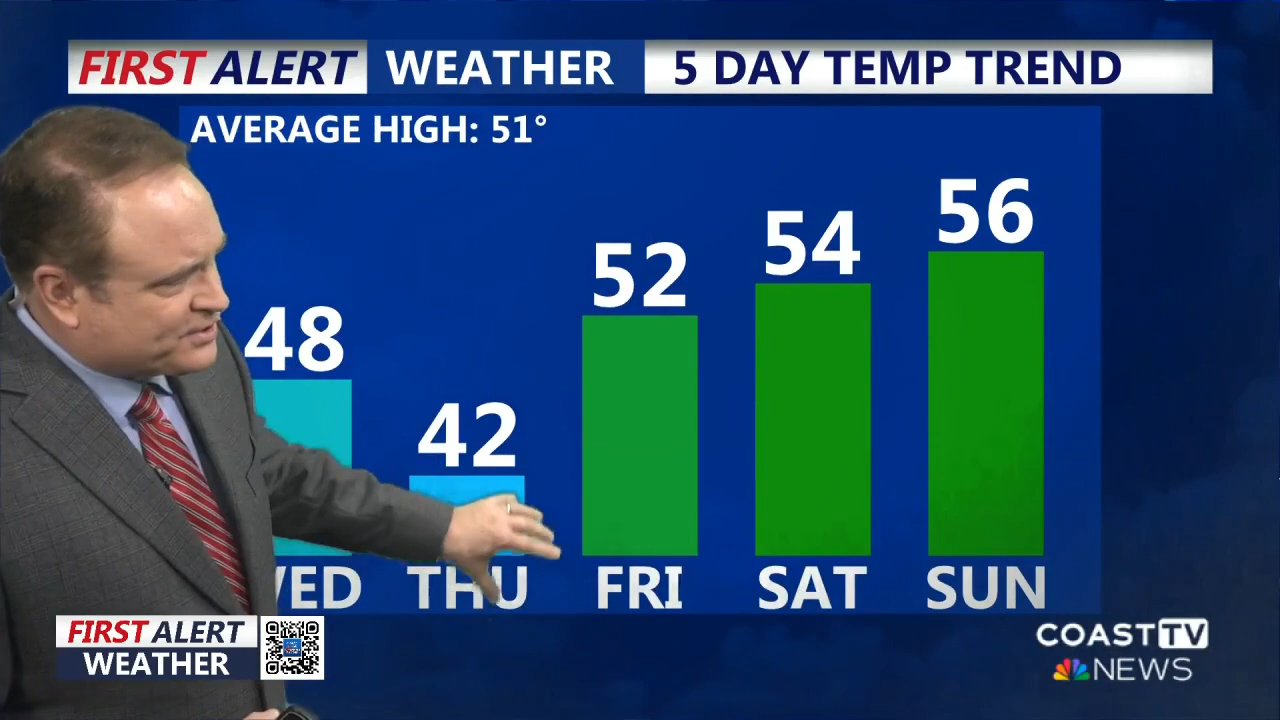 FIRST ALERT WEATHER 5 DAY TEMP TREND
AVERAGE HIGH: 51°
48 42 52 54 56
WED THU FRI SAT SUN
FIRST ALERT
WEATHER
COAST TV
NEWS